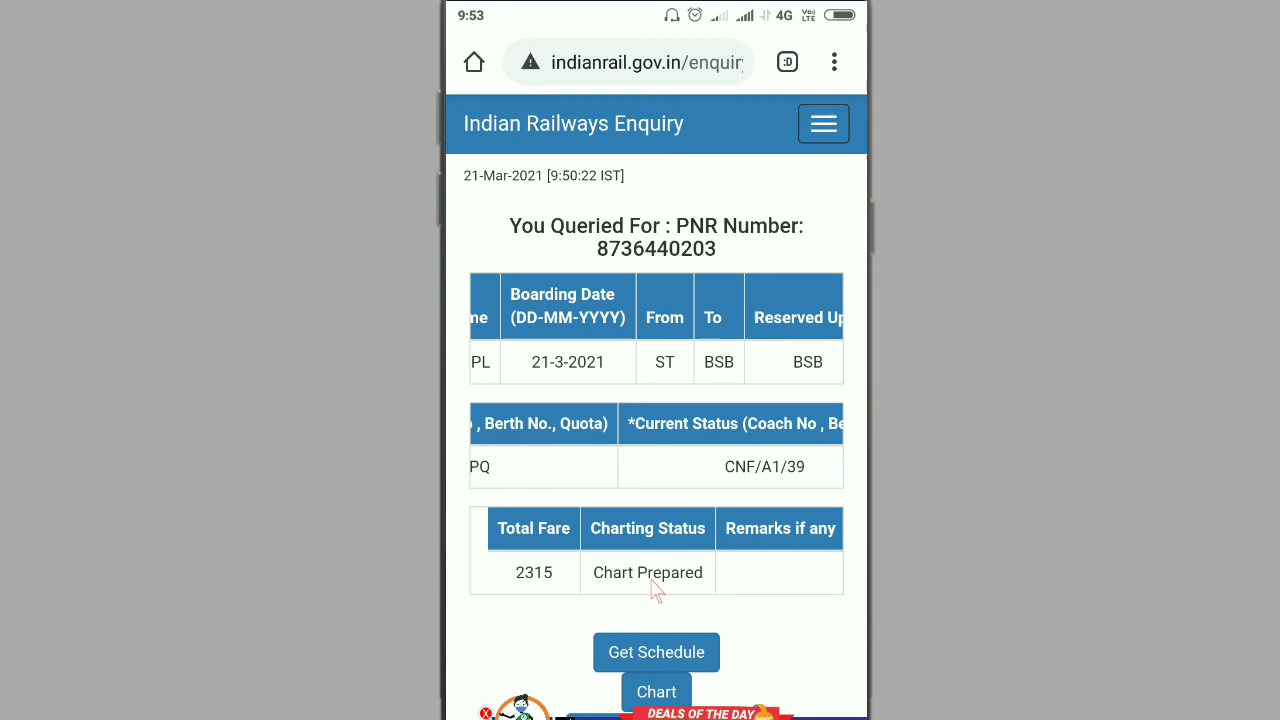 9:53 4G Vo) LTE
:D
indianrail.gov.in/enquiry
Indian Railways Enquiry
21-Mar-2021 [9:50:22 IST]
You Queried For : PNR Number:
8736440203
Boarding Date
me (DD-MM-YYYY) From To Reserved Up
PL 21-3-2021 ST BSB BSB
, Berth No., Quota) *Current Status (Coach No , Be
PQ CNF/A1/39
Total Fare Charting Status Remarks if any
2315 Chart Prepared
Get Schedule
Chart
X
DEALS OF THE DAY